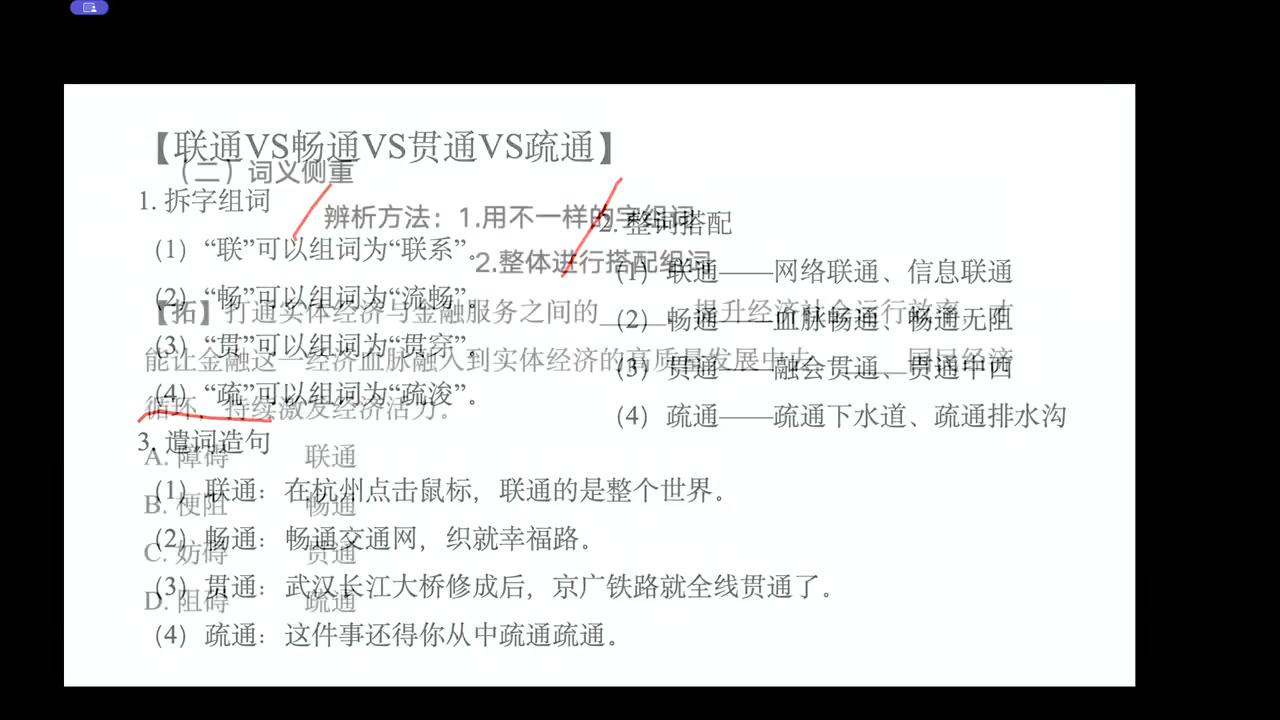 【联通VS畅通VS贯通VS疏通】
（二）词义侧重
1. 拆字组词
辨析方法：1.用不一样的字组词
2. 整词搭配
（1）“联”可以组词为“联系”。
2.整体进行搭配组词
（1）联通——网络联通、信息联通
（2）“畅”可以组词为“流畅”。
【拓】打通实体经济与金融服务之间的______，提升经济社会运行效率，才
（2）畅通——血脉畅通、畅通无阻
（3）“贯”可以组词为“贯穿”。
能让金融这一经济血脉融入到实体经济的高质量发展中去，______国民经济
（3）贯通——融会贯通、贯通中西
（4）“疏”可以组词为“疏浚”。
循环，持续激发经济活力。
（4）疏通——疏通下水道、疏通排水沟
3. 遣词造句
A. 障碍 联通
（1）联通：在杭州点击鼠标，联通的是整个世界。
B. 梗阻 畅通
（2）畅通：畅通交通网，织就幸福路。
C. 妨碍 贯通
（3）贯通：武汉长江大桥修成后，京广铁路就全线贯通了。
D. 阻碍 疏通
（4）疏通：这件事还得你从中疏通疏通。